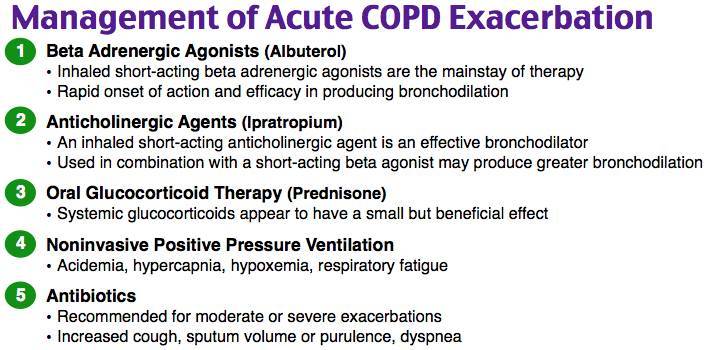 Management of Acute COPD Exacerbation
1 Beta Adrenergic Agonists (Albuterol)
• Inhaled short-acting beta adrenergic agonists are the mainstay of therapy
• Rapid onset of action and efficacy in producing bronchodilation
2 Anticholinergic Agents (Ipratropium)
• An inhaled short-acting anticholinergic agent is an effective bronchodilator
• Used in combination with a short-acting beta agonist may produce greater bronchodilation
3 Oral Glucocorticoid Therapy (Prednisone)
• Systemic glucocorticoids appear to have a small but beneficial effect
4 Noninvasive Positive Pressure Ventilation
• Acidemia, hypercapnia, hypoxemia, respiratory fatigue
5 Antibiotics
• Recommended for moderate or severe exacerbations
• Increased cough, sputum volume or purulence, dyspnea